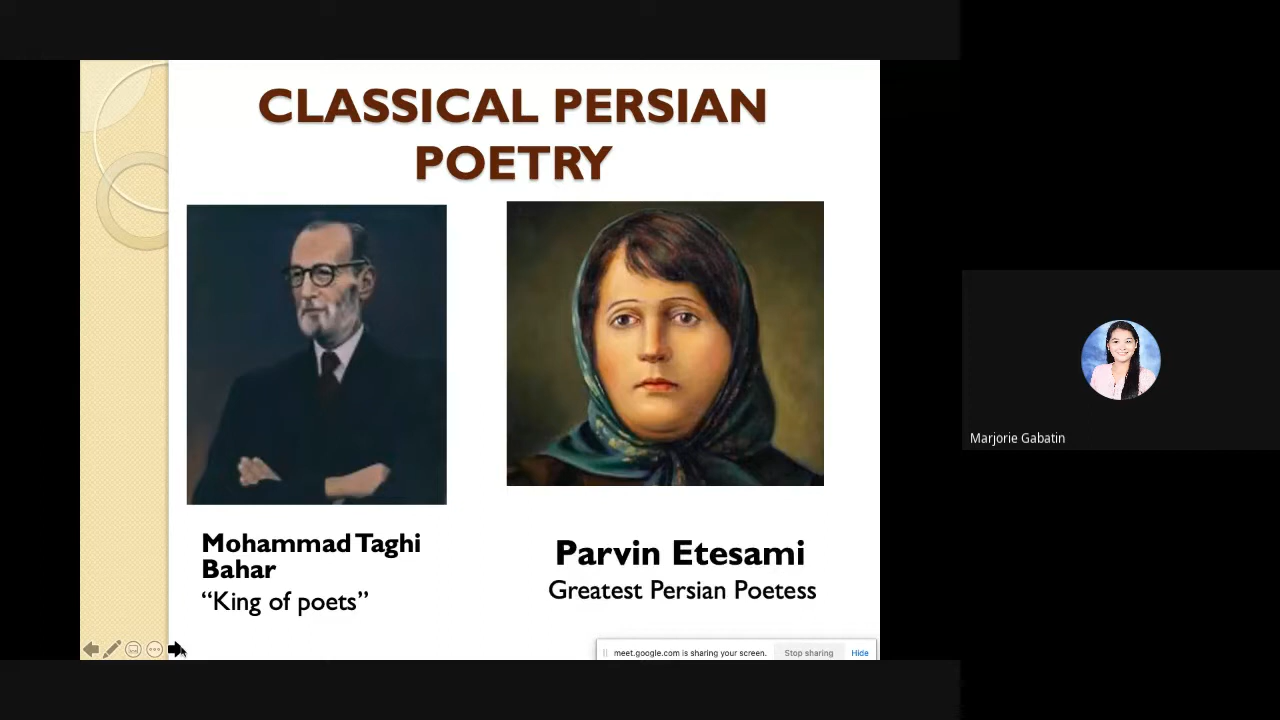 CLASSICAL PERSIAN
POETRY
Mohammad Taghi
Bahar
“King of poets”
Parvin Etesami
Greatest Persian Poetess
meet.google.com is sharing your screen. Stop sharing Hide
Marjorie Gabatin